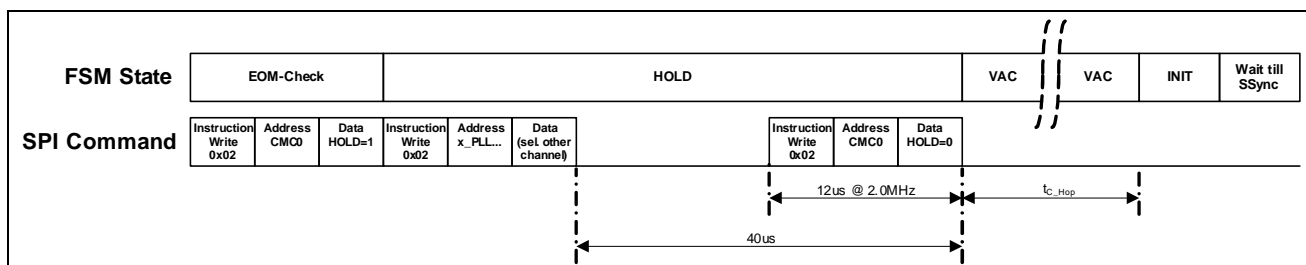 FSM State
EOM-Check
HOLD
VAC
VAC
INIT
Wait till
SSync
SPI Command
Instruction
Write
0x02
Address
CMC0
Data
HOLD=1
Instruction
Write
0x02
Address
x_PLL...
Data
(sel. other
channel)
Instruction
Write
0x02
Address
CMC0
Data
HOLD=0
12us @ 2.0MHz
tC_Hop
40us